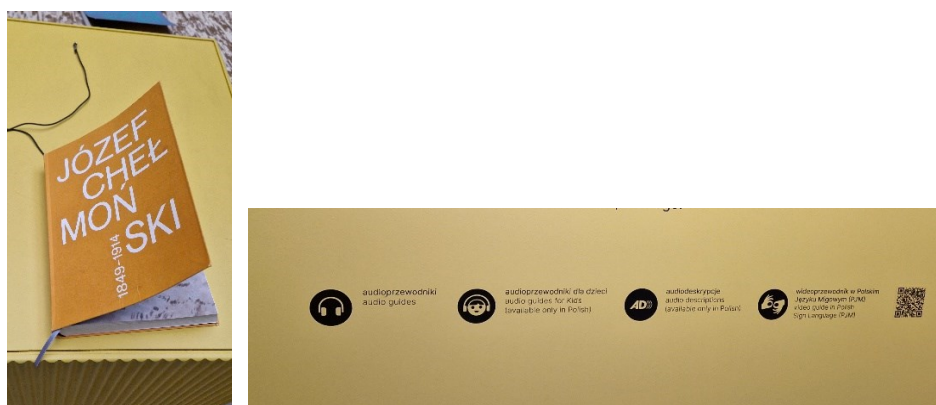 JÓZEF
CHEŁ
MOŃ
SKI
1849-1914
audioprzewodniki
audio guides
audioprzewodniki dla dzieci
audio guides for Kids
(available only in Polish)
AD
audiodeskrypcje
audio descriptions
(available only in Polish)
wideoprzewodnik w Polskim
Języku Migowym (PJM)
video guide in Polish
Sign Language (PJM)